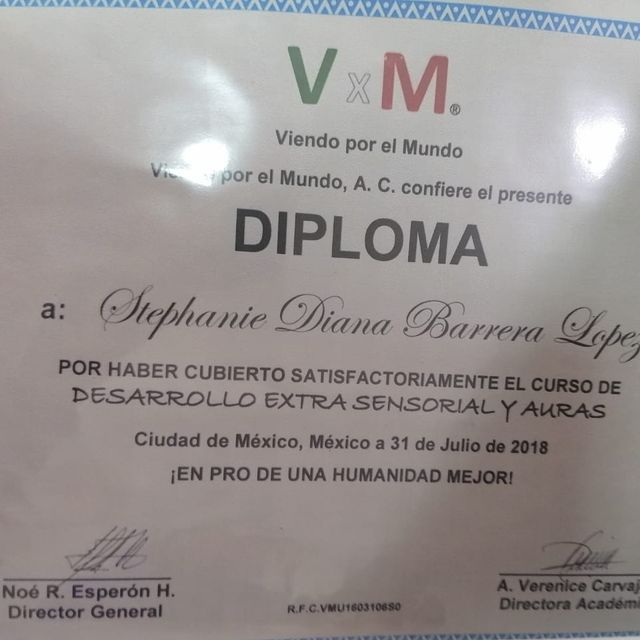 VxM®
Viendo por el Mundo
por el Mundo, A. C. confiere el presente
DIPLOMA
a: Stephanie Diana Barrera Lopez
POR HABER CUBIERTO SATISFACTORIAMENTE EL CURSO DE
DESARROLLO EXTRA SENSORIAL Y AURAS
Ciudad de México, México a 31 de Julio de 2018
¡EN PRO DE UNA HUMANIDAD MEJOR!
Noé R. Esperón H.
A. Verenice Carvaj
Director General
R.F.C.VMU1603106S0
Directora Académi